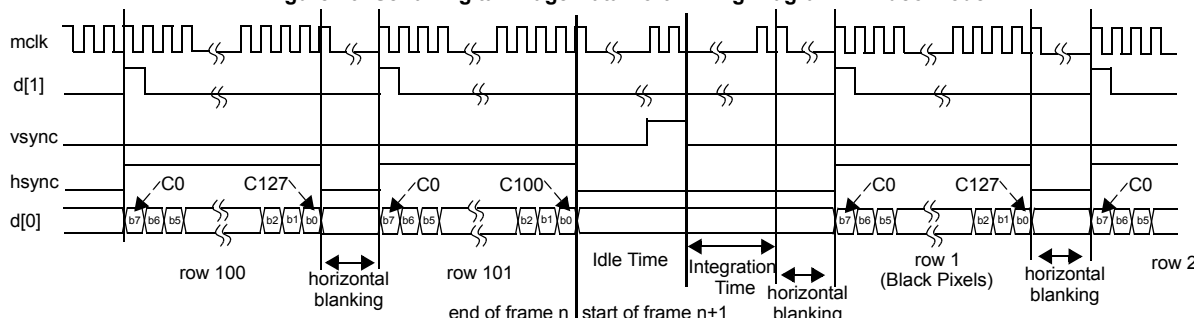 mclk
d[1]
vsync
hsync
C0 C127 C0 C100 C0 C127 C0
d[0] b7 b6 b5 b2 b1 b0 b7 b6 b5 b2 b1 b0 b7 b6 b5 b2 b1 b0 b7 b6 b5
row 100
horizontal
blanking
row 101
Idle Time
Integration
Time
horizontal
blanking
row 1
(Black Pixels)
horizontal
blanking
row 2
end of frame n start of frame n+1